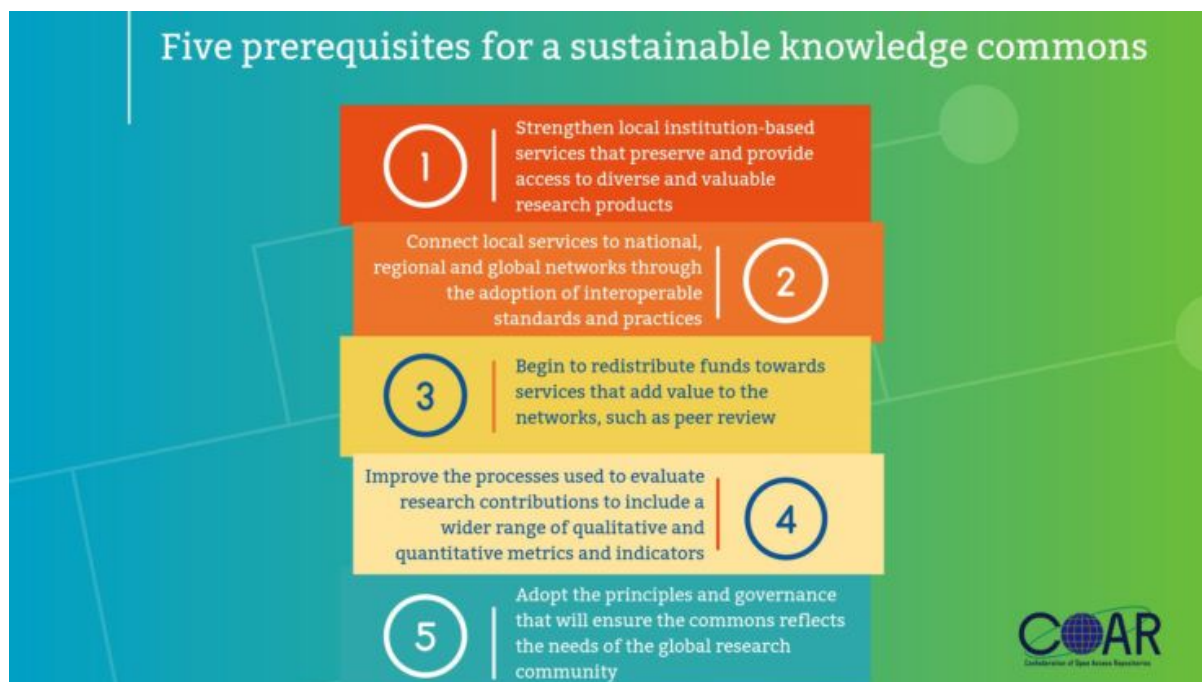 Five prerequisites for a sustainable knowledge commons
1
Strengthen local institution-based
services that preserve and provide
access to diverse and valuable
research products
Connect local services to national,
regional and global networks through
the adoption of interoperable
standards and practices
2
3
Begin to redistribute funds towards
services that add value to the
networks, such as peer review
Improve the processes used to evaluate
research contributions to include a
wider range of qualitative and
quantitative metrics and indicators
4
5
Adopt the principles and governance
that will ensure the commons reflects
the needs of the global research
community
COAR
Confederation of Open Access Repositories